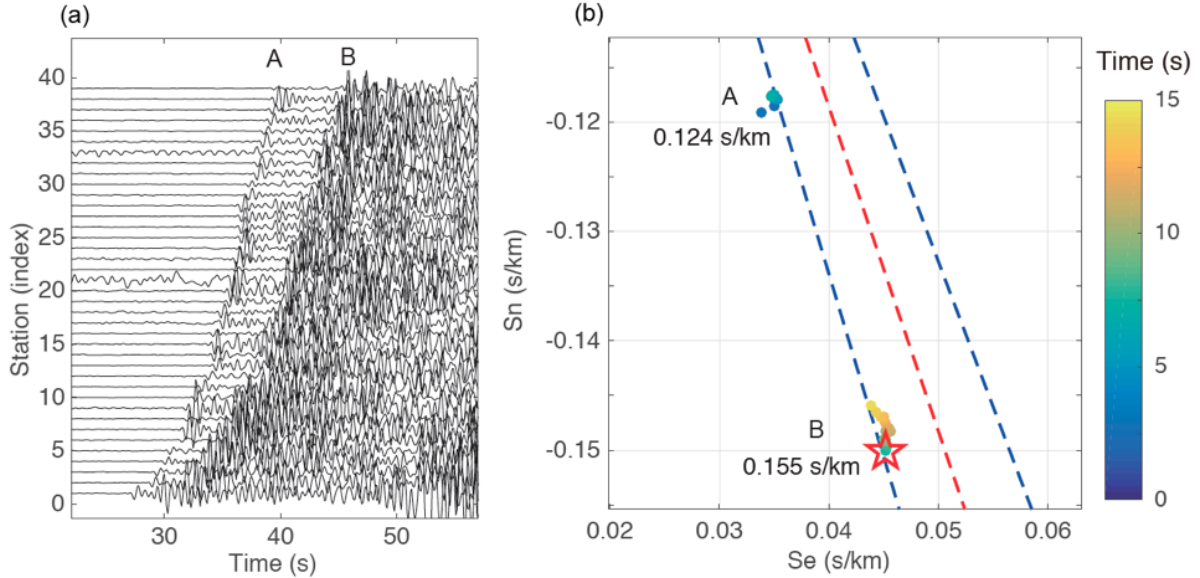 (a)
A
B
40
35
30
25
20
15
10
5
0
Station (index)
30
40
50
Time (s)
(b)
A
0.124 s/km
B
0.155 s/km
-0.12
-0.13
-0.14
-0.15
Sn (s/km)
0.02
0.03
0.04
0.05
0.06
Se (s/km)
Time (s)
15
10
5
0